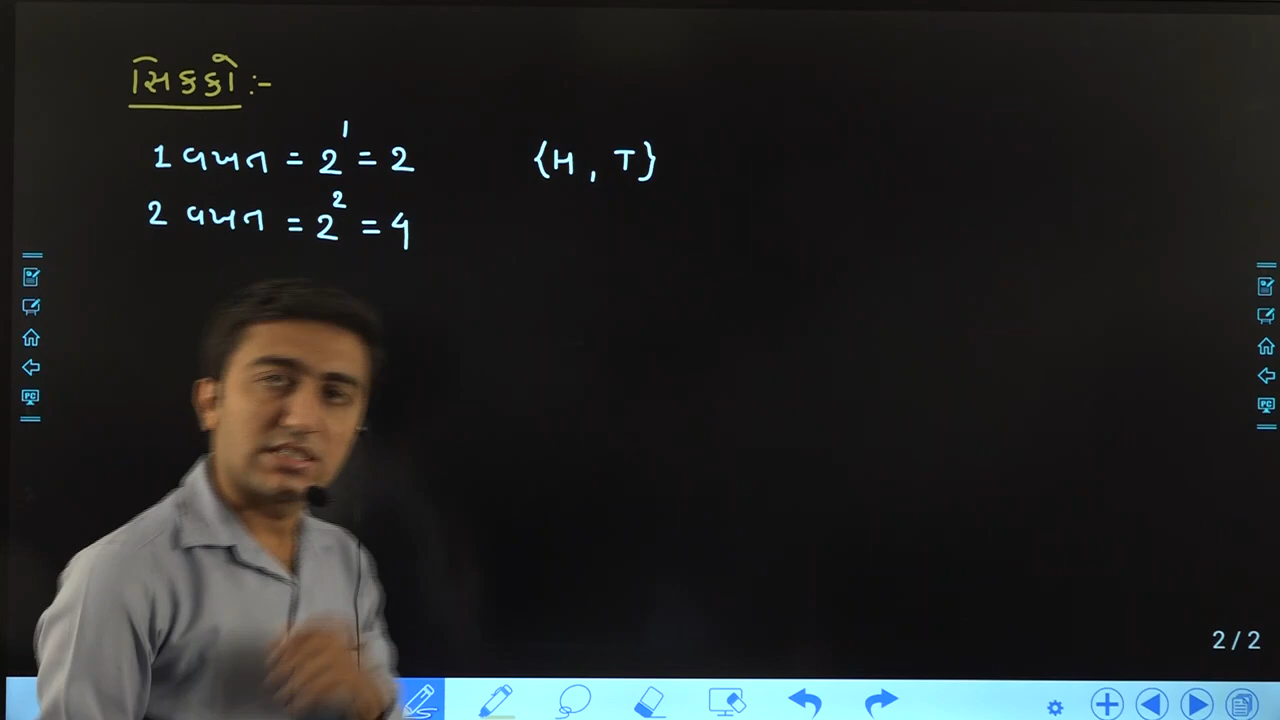 સિક્કો :-
1 વખત = 2¹ = 2 {H, T}
2 વખત = 2² = 4
2 / 2